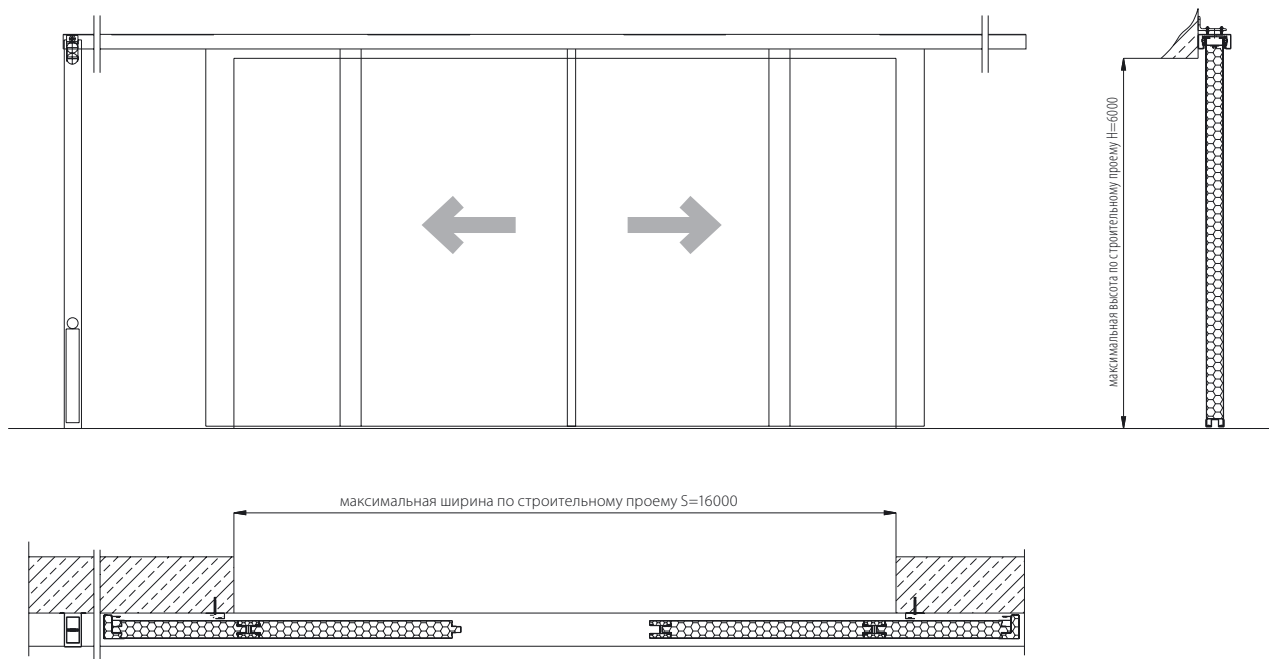 максимальная высота по строительному проему H=6000
максимальная ширина по строительному проему S=16000